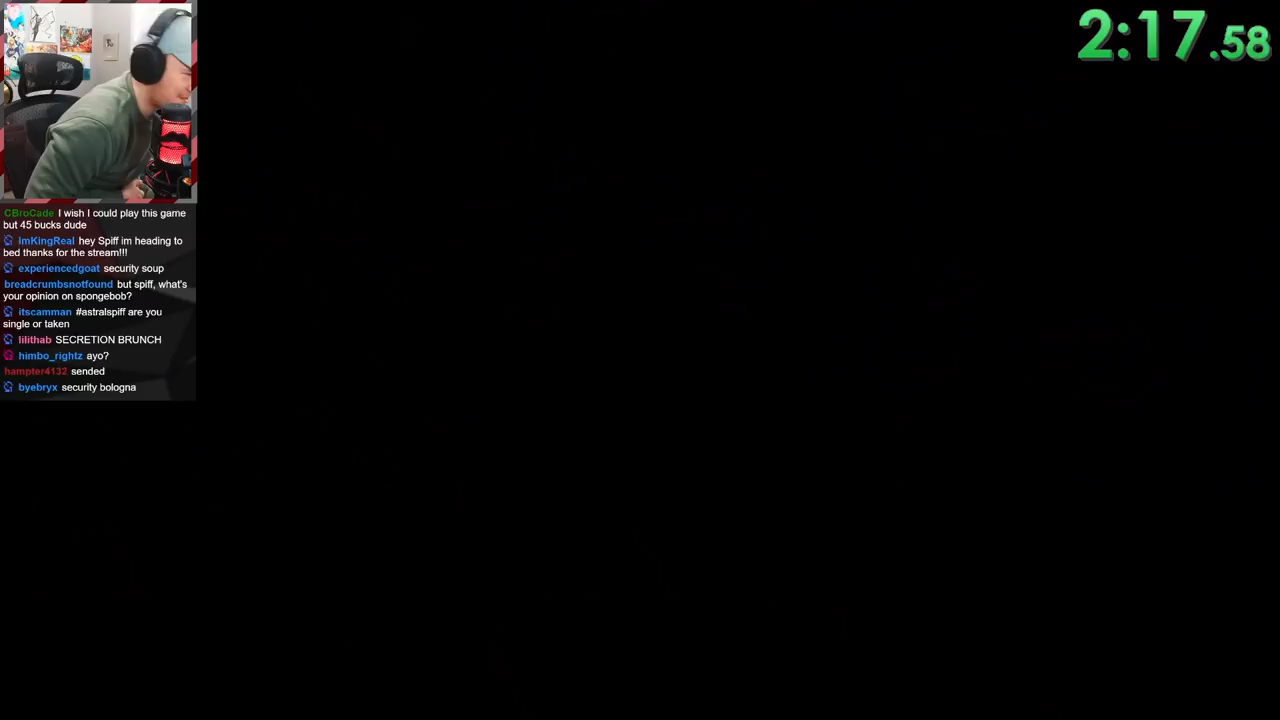 2:17.58
CBroCade I wish I could play this game
but 45 bucks dude
ImKingReal hey Spiff im heading to
bed thanks for the stream!!!
experiencedgoat security soup
breadcrumbsnotfound but spiff, what's
your opinion on spongebob?
itscamman #astralspiff are you
single or taken
lilithab SECRETION BRUNCH
himbo_rightz ayo?
hampter4132 sended
byebryx security bologna